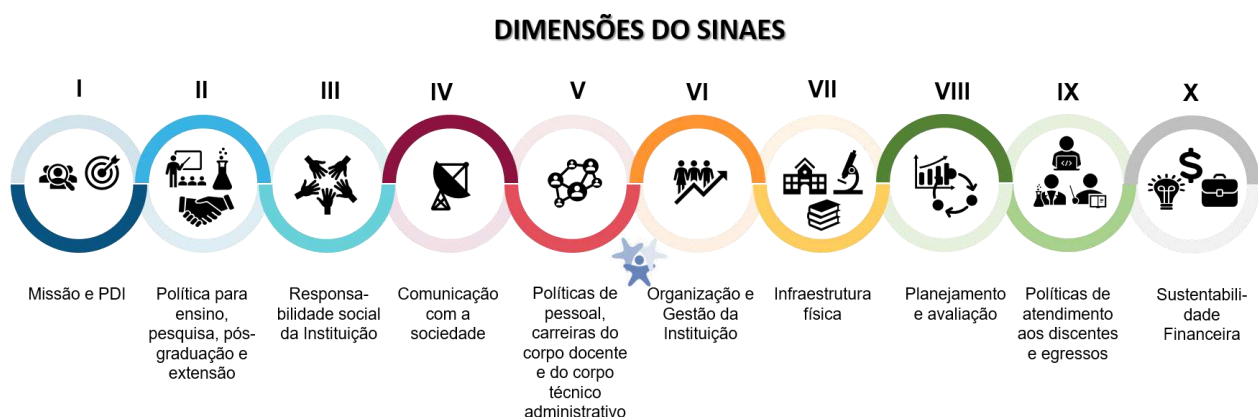 DIMENSÕES DO SINAES
I
II
III
IV
V
VI
VII
VIII
IX
X
Missão e PDI
Política para
ensino,
pesquisa, pós-
graduação e
extensão
Responsa-
bilidade social
da Instituição
Comunicação
com a
sociedade
Políticas de
pessoal,
carreiras do
corpo docente
e do corpo
técnico
administrativo
Organização e
Gestão da
Instituição
Infraestrutura
física
Planejamento
e avaliação
Políticas de
atendimento
aos discentes
e egressos
Sustentabili-
dade
Financeira